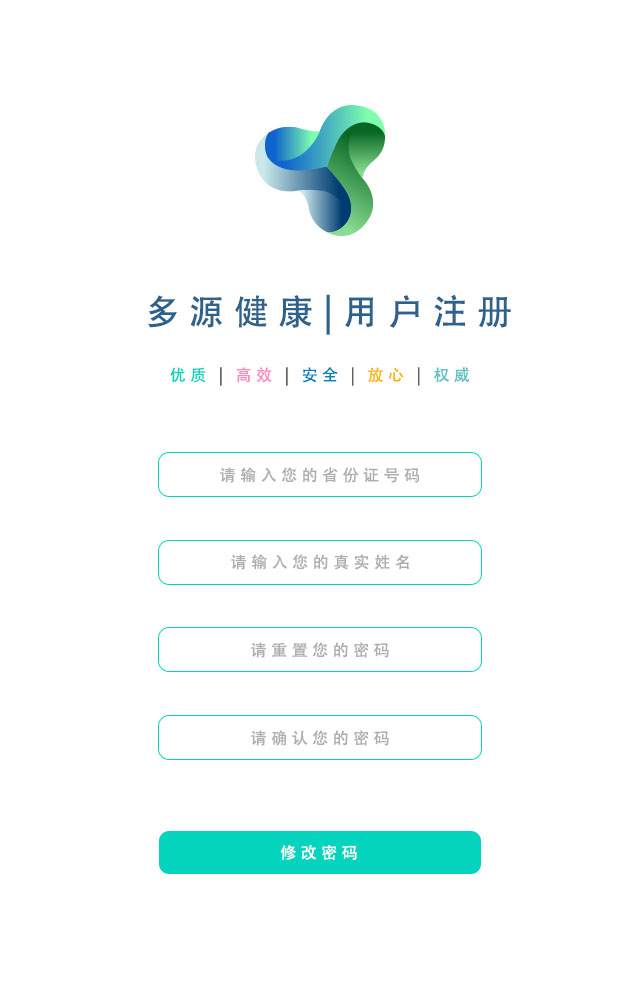 多源健康|用户注册
优质 | 高效 | 安全 | 放心 | 权威
请输入您的省份证号码
请输入您的真实姓名
请重置您的密码
请确认您的密码
修改密码